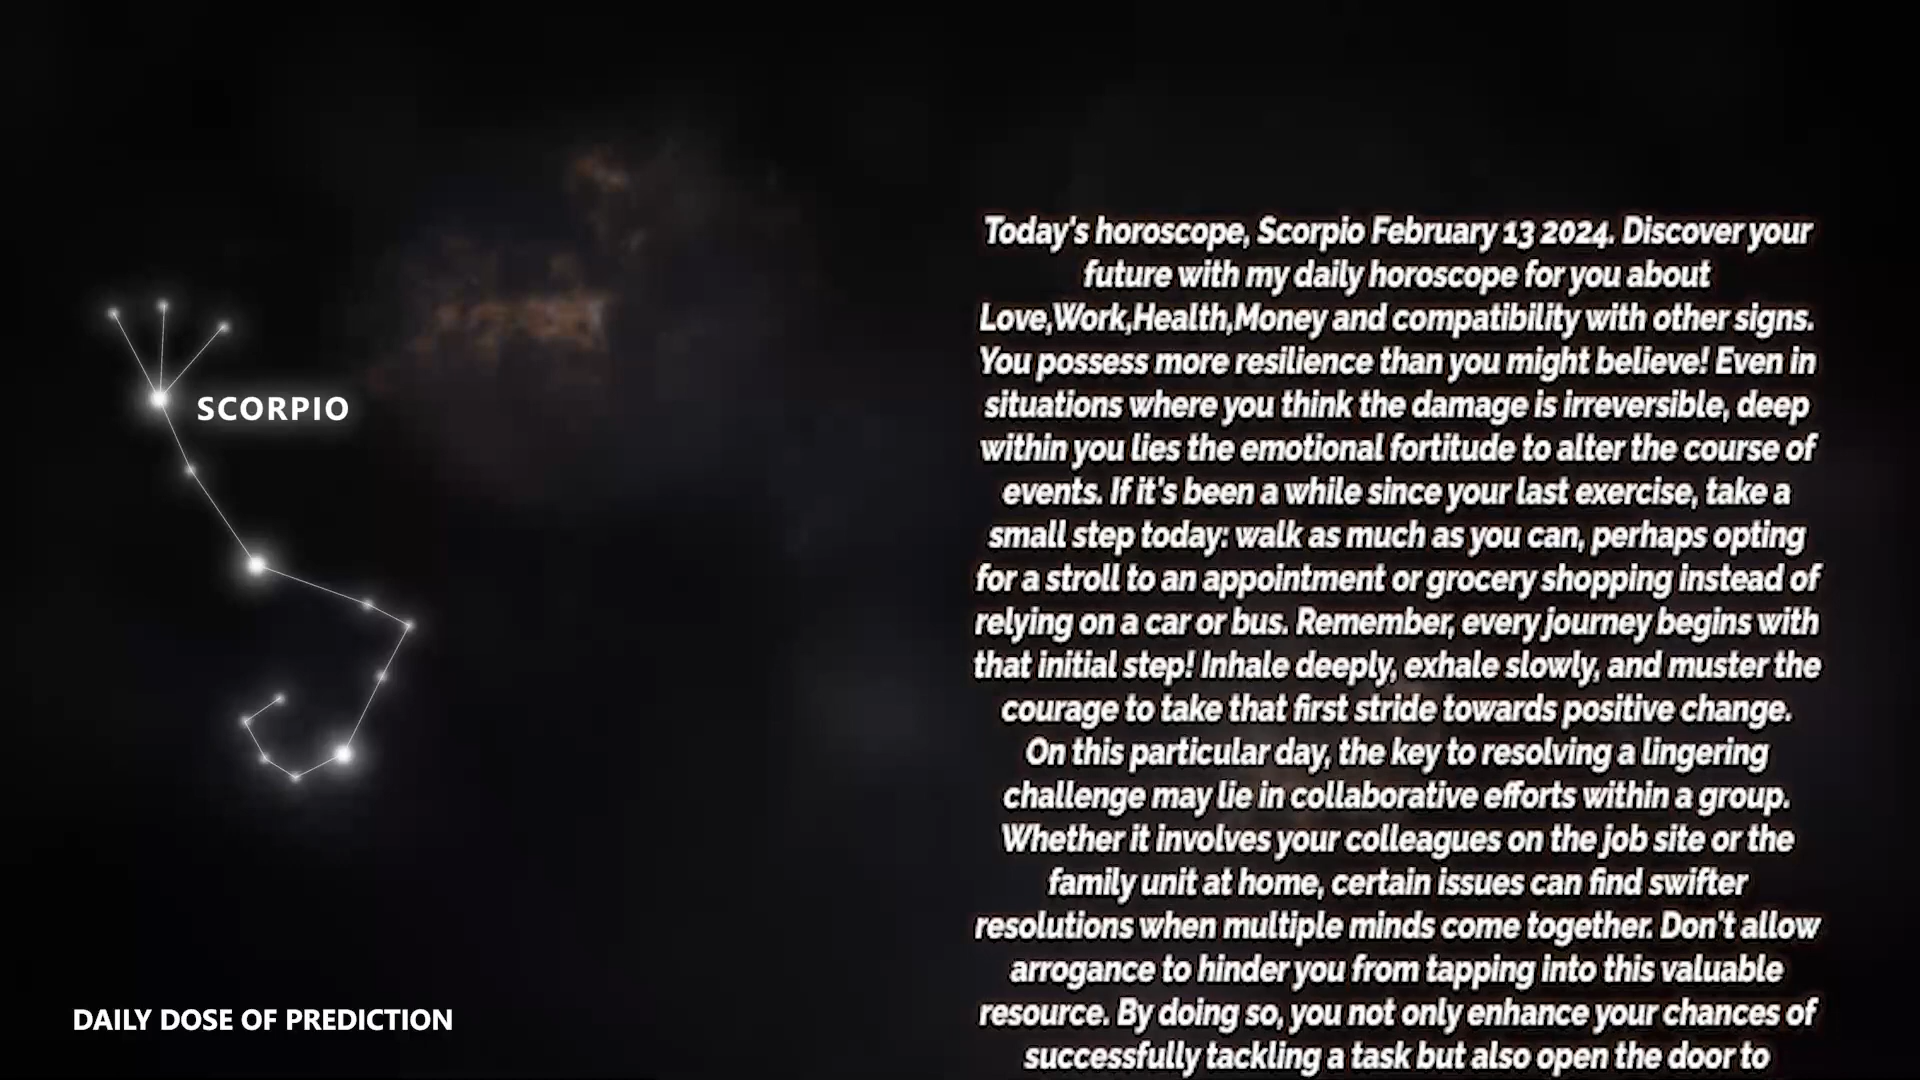 SCORPIO
DAILY DOSE OF PREDICTION
Today's horoscope, Scorpio February 13 2024. Discover your
future with my daily horoscope for you about
Love,Work,Health,Money and compatibility with other signs.
You possess more resilience than you might believe! Even in
situations where you think the damage is irreversible, deep
within you lies the emotional fortitude to alter the course of
events. If it's been a while since your last exercise, take a
small step today: walk as much as you can, perhaps opting
for a stroll to an appointment or grocery shopping instead of
relying on a car or bus. Remember, every journey begins with
that initial step! Inhale deeply, exhale slowly, and muster the
courage to take that first stride towards positive change.
On this particular day, the key to resolving a lingering
challenge may lie in collaborative efforts within a group.
Whether it involves your colleagues on the job site or the
family unit at home, certain issues can find swifter
resolutions when multiple minds come together. Don't allow
arrogance to hinder you from tapping into this valuable
resource. By doing so, you not only enhance your chances of
successfully tackling a task but also open the door to